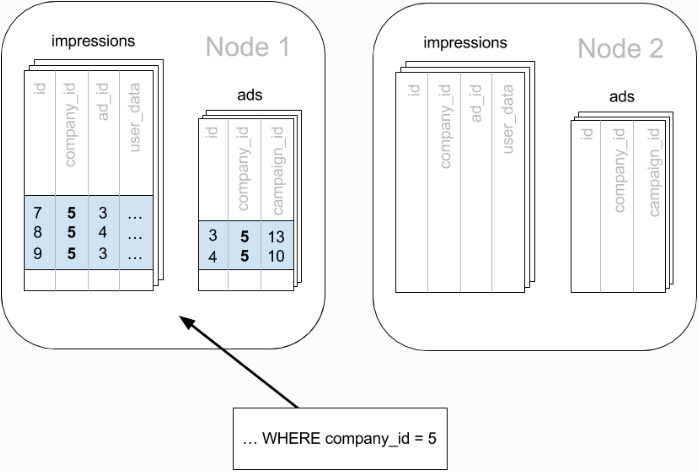 Node 1
impressions
id
company_id
ad_id
user_data
7 5 3 ...
8 5 4 ...
9 5 3 ...
ads
id
company_id
campaign_id
3 5 13
4 5 10
Node 2
impressions
id
company_id
ad_id
user_data
ads
id
company_id
campaign_id
... WHERE company_id = 5